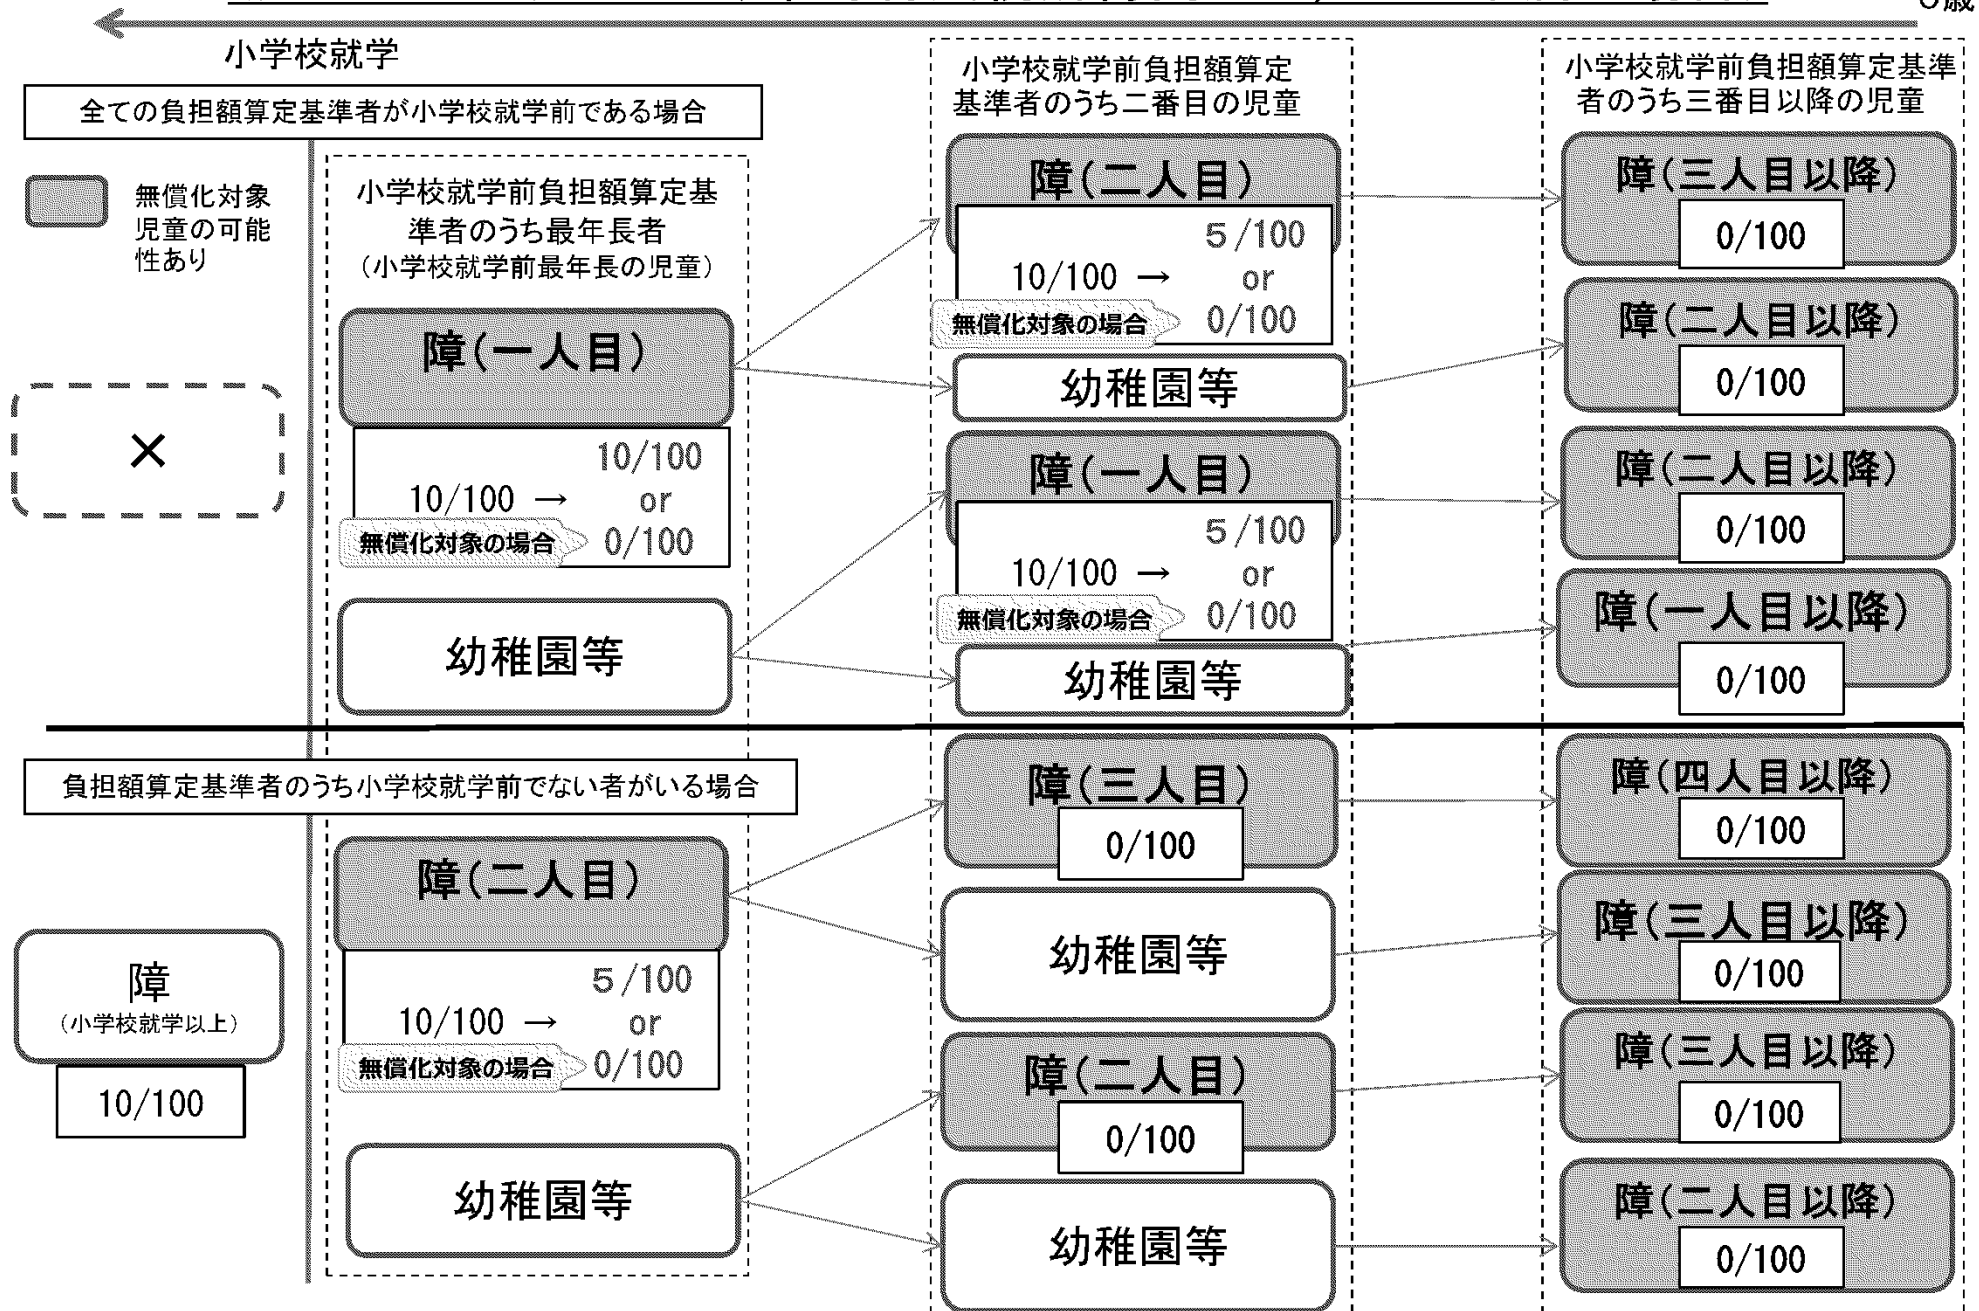 歳
小学校就学
全ての負担額算定基準者が小学校就学前である場合
無償化対象
児童の可能
性あり
×
小学校就学前負担額算定基
準者のうち最年長者
（小学校就学前最年長の児童）
障（一人目）
10/100
10/100 → or
無償化対象の場合 0/100
幼稚園等
小学校就学前負担額算定
基準者のうち二番目の児童
障（二人目）
５/100
10/100 → or
無償化対象の場合 0/100
幼稚園等
障（一人目）
５/100
10/100 → or
無償化対象の場合 0/100
幼稚園等
小学校就学前負担額算定基準
者のうち三番目以降の児童
障（三人目以降）
0/100
障（二人目以降）
0/100
障（二人目以降）
0/100
障（一人目以降）
0/100
負担額算定基準者のうち小学校就学前でない者がいる場合
障
（小学校就学以上）
10/100
障（二人目）
５/100
10/100 → or
無償化対象の場合 0/100
幼稚園等
障（三人目）
0/100
幼稚園等
障（二人目）
0/100
幼稚園等
障（四人目以降）
0/100
障（三人目以降）
0/100
障（三人目以降）
0/100
障（二人目以降）
0/100